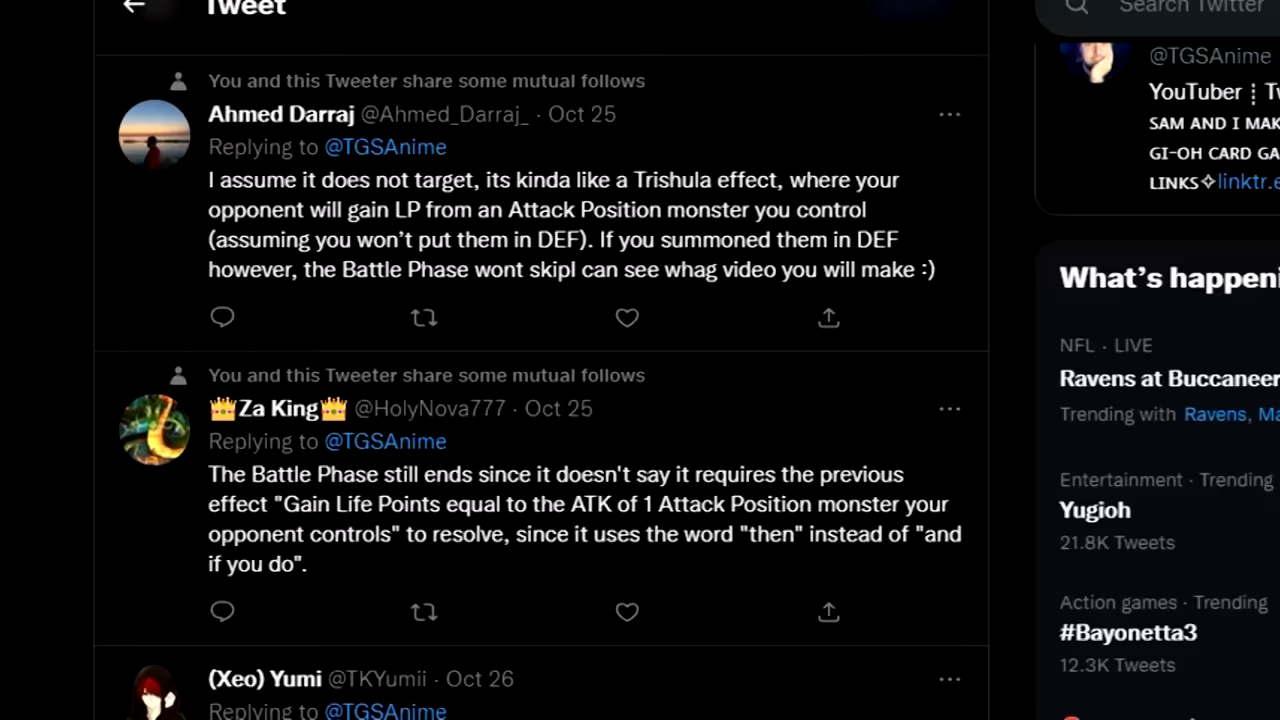 Tweet
Search Twitter
You and this Tweeter share some mutual follows
Ahmed Darraj @Ahmed_Darraj_ · Oct 25
Replying to @TGSAnime
I assume it does not target, its kinda like a Trishula effect, where your
opponent will gain LP from an Attack Position monster you control
(assuming you won't put them in DEF). If you summoned them in DEF
however, the Battle Phase wont skipl can see whag video you will make :)
You and this Tweeter share some mutual follows
👑Za King👑 @HolyNova777 · Oct 25
Replying to @TGSAnime
The Battle Phase still ends since it doesn't say it requires the previous
effect "Gain Life Points equal to the ATK of 1 Attack Position monster your
opponent controls" to resolve, since it uses the word "then" instead of "and
if you do".
(Xeo) Yumi @TKYumii · Oct 26
Replying to @TGSAnime
@TGSAnime
YouTuber ⁞ Tw
SAM AND I MAK
GI-OH CARD GA
LINKS✧linktr.e
What's happeni
NFL · LIVE
Ravens at Buccaneer
Trending with Ravens, Ma
Entertainment · Trending
Yugioh
21.8K Tweets
Action games · Trending
#Bayonetta3
12.3K Tweets